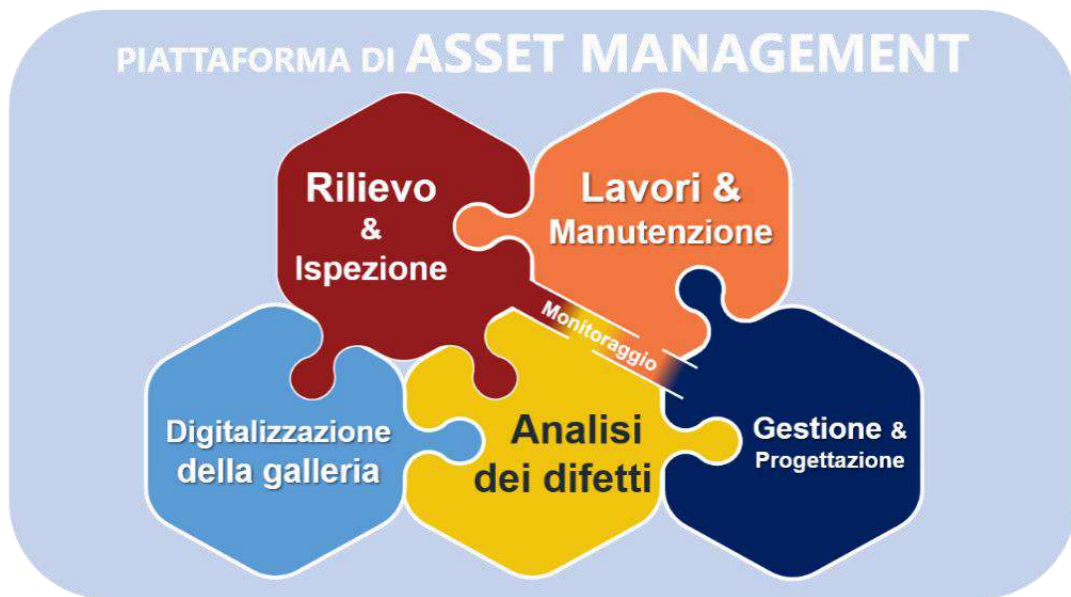 PIATTAFORMA DI ASSET MANAGEMENT
Rilievo
&
Ispezione
Lavori &
Manutenzione
Monitoraggio
Digitalizzazione
della galleria
Analisi
dei difetti
Gestione &
Progettazione